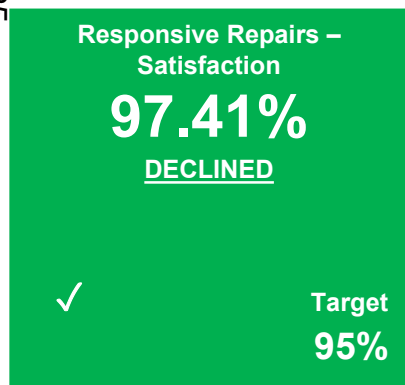 Responsive Repairs –
Satisfaction
97.41%
DECLINED
✓
Target
95%